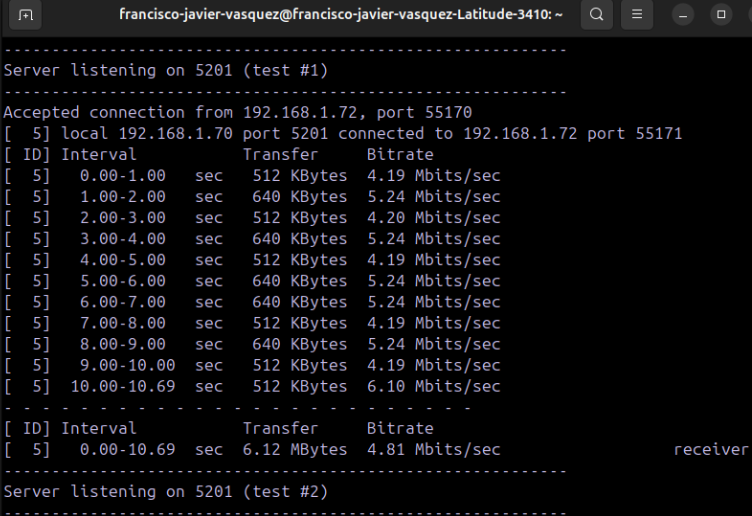 francisco-javier-vasquez@francisco-javier-vasquez-Latitude-3410: ~
-----------------------------------------------------------
Server listening on 5201 (test #1)
-----------------------------------------------------------
Accepted connection from 192.168.1.72, port 55170
[  5] local 192.168.1.70 port 5201 connected to 192.168.1.72 port 55171
[ ID] Interval           Transfer     Bitrate
[  5]   0.00-1.00   sec   512 KBytes  4.19 Mbits/sec
[  5]   1.00-2.00   sec   640 KBytes  5.24 Mbits/sec
[  5]   2.00-3.00   sec   512 KBytes  4.20 Mbits/sec
[  5]   3.00-4.00   sec   640 KBytes  5.24 Mbits/sec
[  5]   4.00-5.00   sec   512 KBytes  4.19 Mbits/sec
[  5]   5.00-6.00   sec   640 KBytes  5.24 Mbits/sec
[  5]   6.00-7.00   sec   640 KBytes  5.24 Mbits/sec
[  5]   7.00-8.00   sec   512 KBytes  4.19 Mbits/sec
[  5]   8.00-9.00   sec   640 KBytes  5.24 Mbits/sec
[  5]   9.00-10.00  sec   512 KBytes  4.19 Mbits/sec
[  5]  10.00-10.69  sec   512 KBytes  6.10 Mbits/sec
- - - - - - - - - - - - - - - - - - - - - - - - -
[ ID] Interval           Transfer     Bitrate
[  5]   0.00-10.69  sec  6.12 MBytes  4.81 Mbits/sec                  receiver
-----------------------------------------------------------
Server listening on 5201 (test #2)
-----------------------------------------------------------